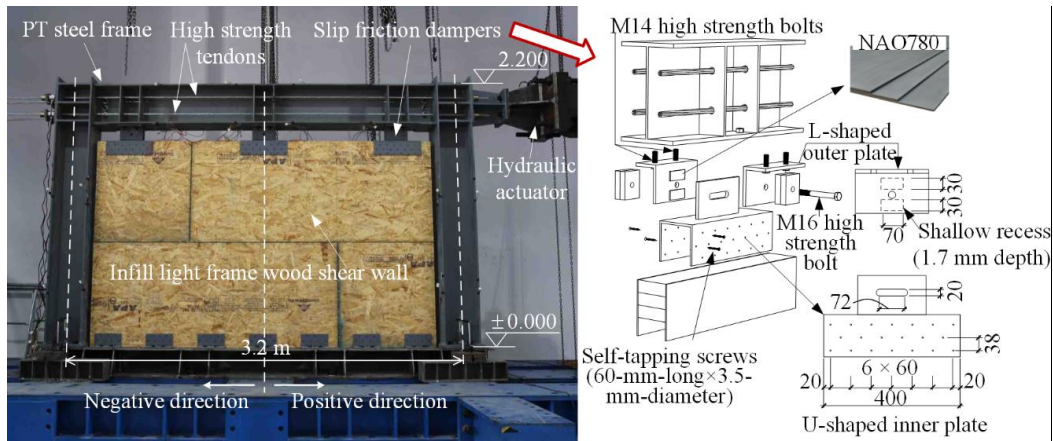 PT steel frame
High strength
tendons
Slip friction dampers
2.200
Hydraulic
actuator
Infill light frame wood shear wall
±0.000
3.2 m
Negative direction
Positive direction
M14 high strength bolts
NAO780
L-shaped
outer plate
30
30
70
M16 high
strength
bolt
Shallow recess
(1.7 mm depth)
72
20
38
Self-tapping screws
(60-mm-long×3.5-
mm-diameter)
6 × 60
20
20
400
U-shaped inner plate